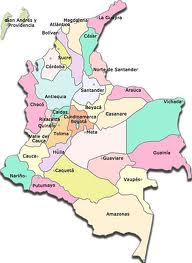 San Andrés y
Providencia
La Guajira
Magdalena
Atlántico
Bolívar
César
Sucre
Córdoba
Norte de Santander
Antioquia
Santander
Arauca
Chocó
Boyacá
Casanare
Vichada
Caldas
Risaralda
Cundinamarca
Quindío
Bogotá
Meta
Valle del
Cauca
Tolima
Guainía
Cauca
Huila
Guaviare
Nariño
Caquetá
Vaupés
Putumayo
Amazonas